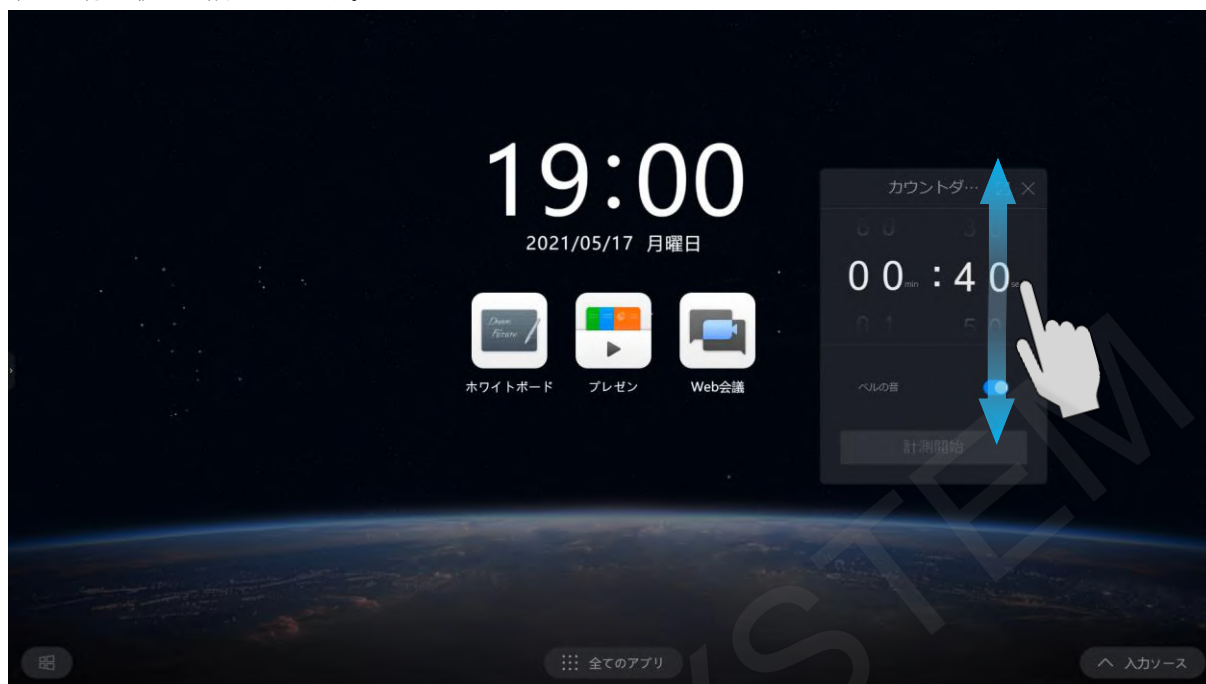 19:00
2021/05/17 月曜日
ホワイトボード
プレゼン
Web会議
カウントダ…
00min :40
ベルの音
計測開始
全てのアプリ
入力ソース
STEM